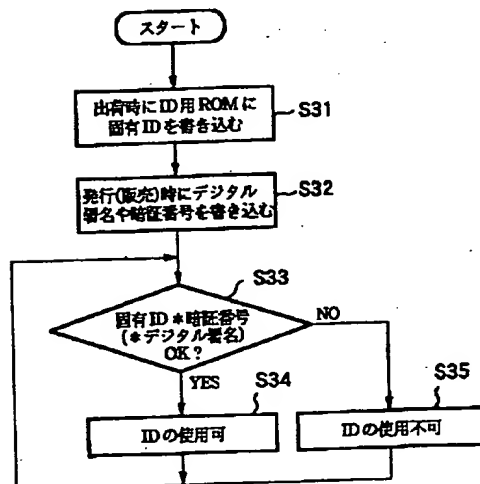 スタート
出荷時にID用ROMに
固有IDを書き込む
S31
発行(販売)時にデジタル
署名や暗証番号を書き込む
S32
S33
固有ID*暗証番号
(*デジタル署名)
OK?
NO
YES
S34
S35
IDの使用可
IDの使用不可